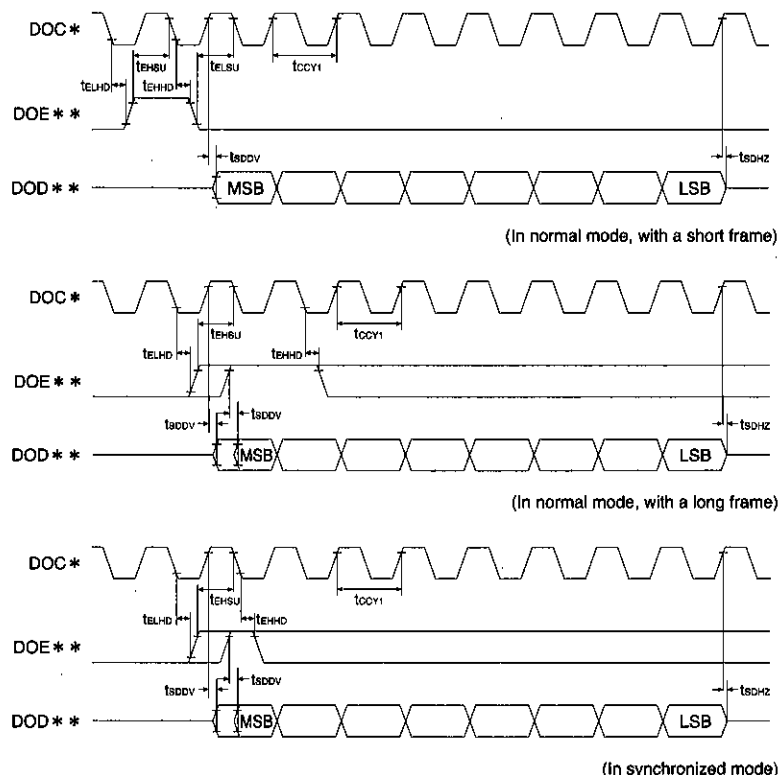 DOC*
tEHSU
tELSU
tCCY1
tELHD
tEHHD
DOE**
tSDDV
tSDHZ
DOD**
MSB
LSB
(In normal mode, with a short frame)
DOC*
tEHSU
tCCY1
tELHD
tEHHD
DOE**
tSDDV
tSDDV
tSDHZ
DOD**
MSB
LSB
(In normal mode, with a long frame)
DOC*
tEHSU
tCCY1
tELHD
tEHHD
DOE**
tSDDV
tSDDV
tSDHZ
DOD**
MSB
LSB
(In synchronized mode)